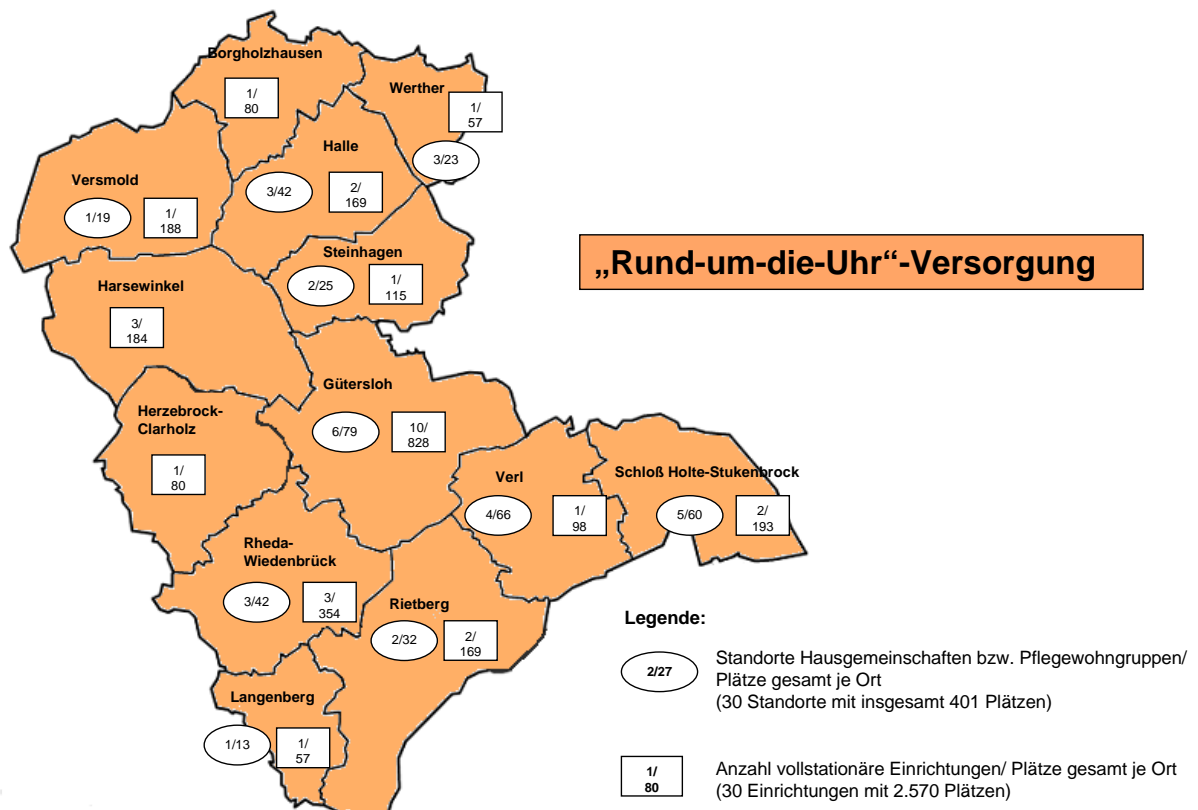 Borgholzhausen
1/
80
Werther
1/
57
3/23
Halle
3/42
2/
169
Versmold
1/19
1/
188
Steinhagen
2/25
1/
115
„Rund-um-die-Uhr“-Versorgung
Harsewinkel
3/
184
Gütersloh
6/79
10/
828
Herzebrock-
Clarholz
1/
80
Verl
4/66
1/
98
Schloß Holte-Stukenbrock
5/60
2/
193
Rheda-
Wiedenbrück
3/42
3/
354
Rietberg
2/32
2/
169
Langenberg
1/13
1/
57
Legende:
2/27
Standorte Hausgemeinschaften bzw. Pflegewohngruppen/
Plätze gesamt je Ort
(30 Standorte mit insgesamt 401 Plätzen)
1/
80
Anzahl vollstationäre Einrichtungen/ Plätze gesamt je Ort
(30 Einrichtungen mit 2.570 Plätzen)